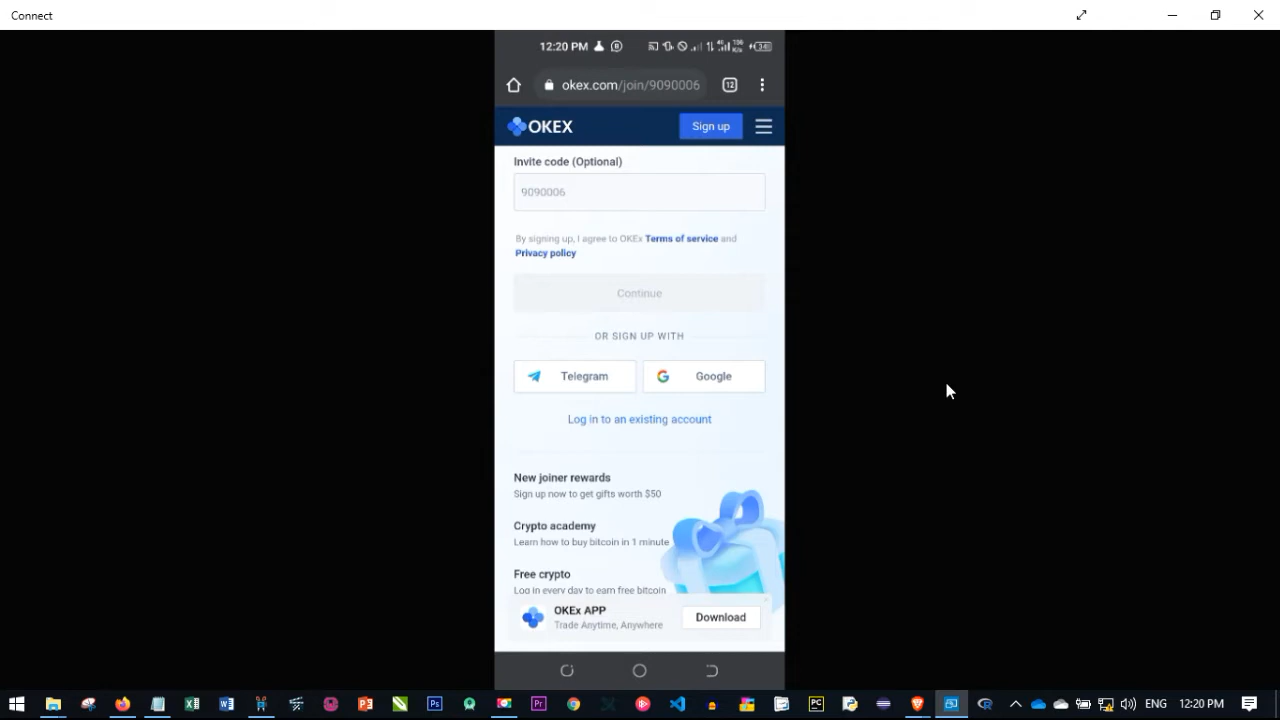 Connect
12:20 PM
okex.com/join/9090006
12
OKEX
Sign up
Invite code (Optional)
9090006
By signing up, I agree to OKEx Terms of service and
Privacy policy
Continue
OR SIGN UP WITH
Telegram
Google
Log in to an existing account
New joiner rewards
Sign up now to get gifts worth $50
Crypto academy
Learn how to buy bitcoin in 1 minute
Free crypto
Log in every day to earn free bitcoin
OKEx APP
Trade Anytime, Anywhere
Download
ENG
12:20 PM